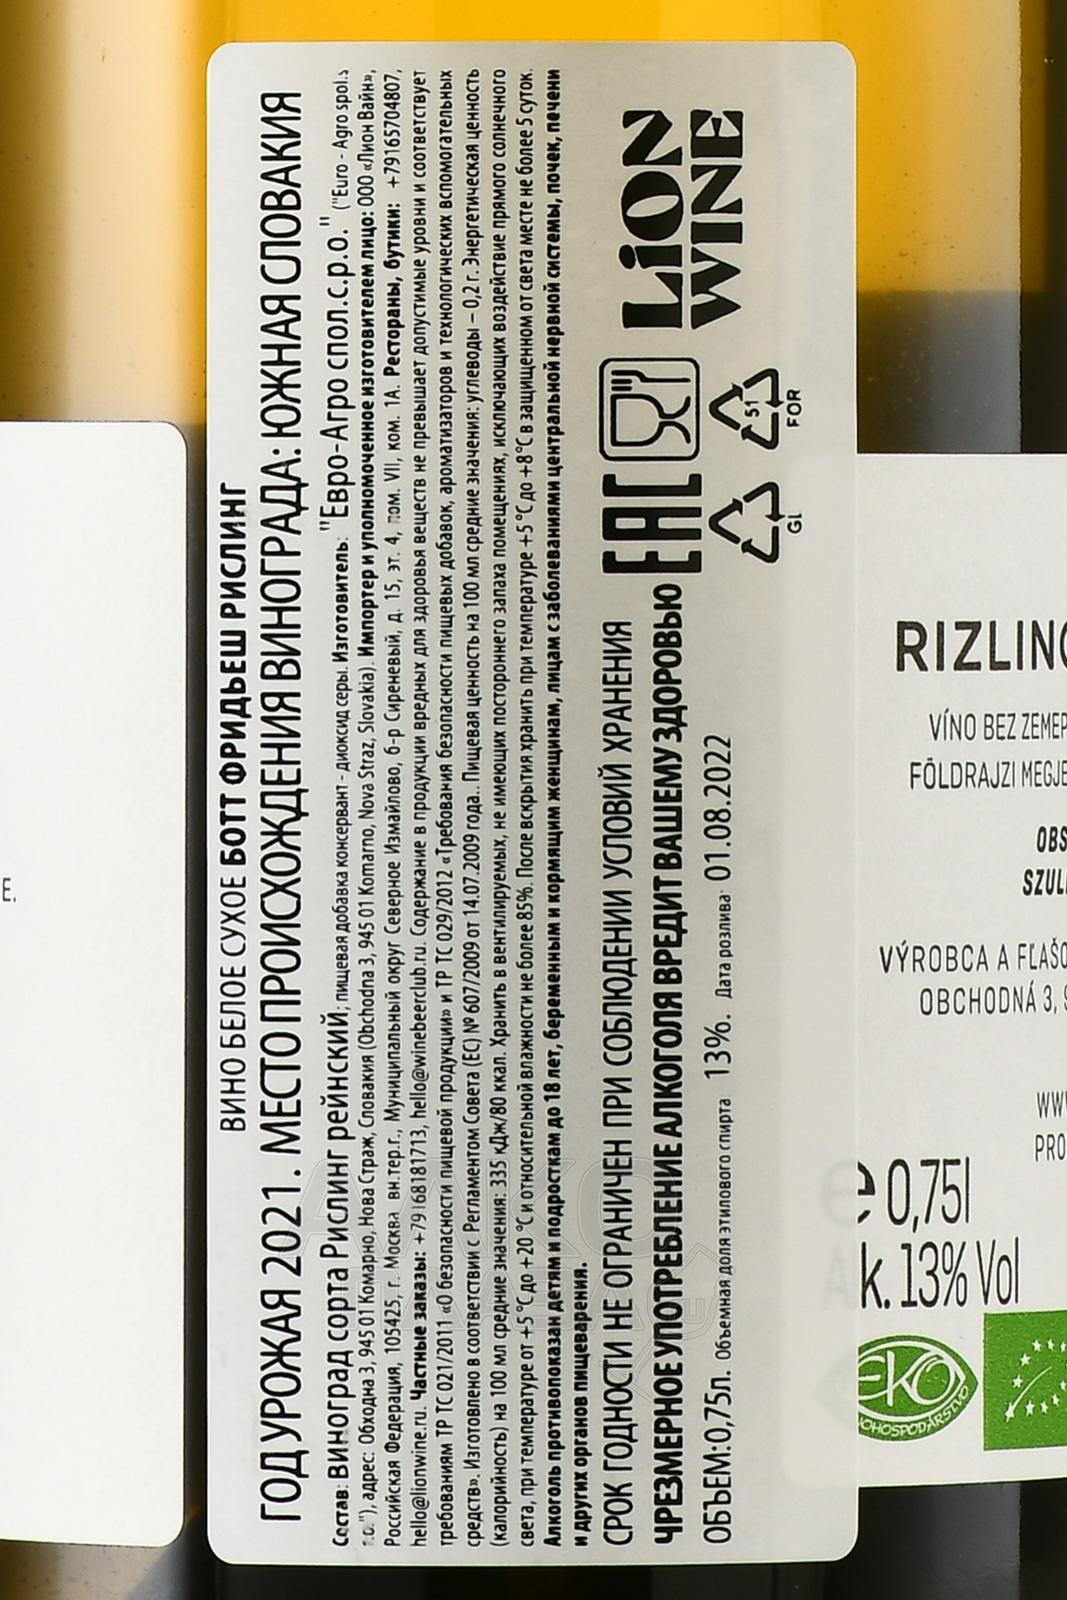 ВИНО БЕЛОЕ СУХОЕ БОТТ ФРИДЬЕШ РИСЛИНГ
ГОД УРОЖАЯ 2021. МЕСТО ПРОИСХОЖДЕНИЯ ВИНОГРАДА: ЮЖНАЯ СЛОВАКИЯ
Состав: Виноград сорта Рислинг рейнский; пищевая добавка консервант - диоксид серы. Изготовитель: "Евро-Агро спол.с.р.о." ("Euro - Agro spol.s
r.o."), адрес: Обходна 3, 945 01 Комарно, Нова Страж, Словакия (Obchodna 3, 945 01 Komarno, Nova Straz, Slovakia). Импортер и уполномоченное изготовителем лицо: ООО «Лион Вайн»,
Российская Федерация, 105425, г. Москва, вн.тер.г., Муниципальный округ Северное Измайлово, б-р Сиреневый, д. 15, эт. 4, пом. VII, ком. 1А. Рестораны, бутики: +79165704807,
hello@lionwine.ru. Частные заказы: +79168181713, hello@winebeerclub.ru. Содержание в продукции вредных для здоровья веществ не превышает допустимые уровни и соответствует
требованиям ТР ТС 021/2011 «О безопасности пищевой продукции» и ТР ТС 029/2012 «Требования безопасности пищевых добавок, ароматизаторов и технологических вспомогательных
средств». Изготовлено в соответствии с Регламентом Совета (ЕС) № 607/2009 от 14.07.2009 года.. Пищевая ценность на 100 мл средние значения: углеводы – 0,2 г. Энергетическая ценность
(калорийность) на 100 мл средние значения: 335 кДж/80 ккал. Хранить в вентилируемых, не имеющих постороннего запаха помещениях, исключающих воздействие прямого солнечного
света, при температуре от +5 °С до +20 °С и относительной влажности не более 85%. После вскрытия хранить при температуре +5 °С до +8°С в защищенном от света месте не более 5 суток.
Алкоголь противопоказан детям и подросткам до 18 лет, беременным и кормящим женщинам, лицам с заболеваниями центральной нервной системы, почек, печени
и других органов пищеварения.
СРОК ГОДНОСТИ НЕ ОГРАНИЧЕН ПРИ СОБЛЮДЕНИИ УСЛОВИЙ ХРАНЕНИЯ
ЧРЕЗМЕРНОЕ УПОТРЕБЛЕНИЕ АЛКОГОЛЯ ВРЕДИТ ВАШЕМУ ЗДОРОВЬЮ
ОБЪЕМ:0,75л. Объемная доля этилового спирта 13%. Дата розлива: 01.08.2022
EAC
GL
51
FOR
LiON
WINE
E.
RIZLING
VÍNO BEZ ZEMEP
FÖLDRAJZI MEGJE
OBS
SZUL
VÝROBCA A FĽAŠO
OBCHODNÁ 3, 9
WWW
PRO
e 0,75l
k. 13% Vol
EKO